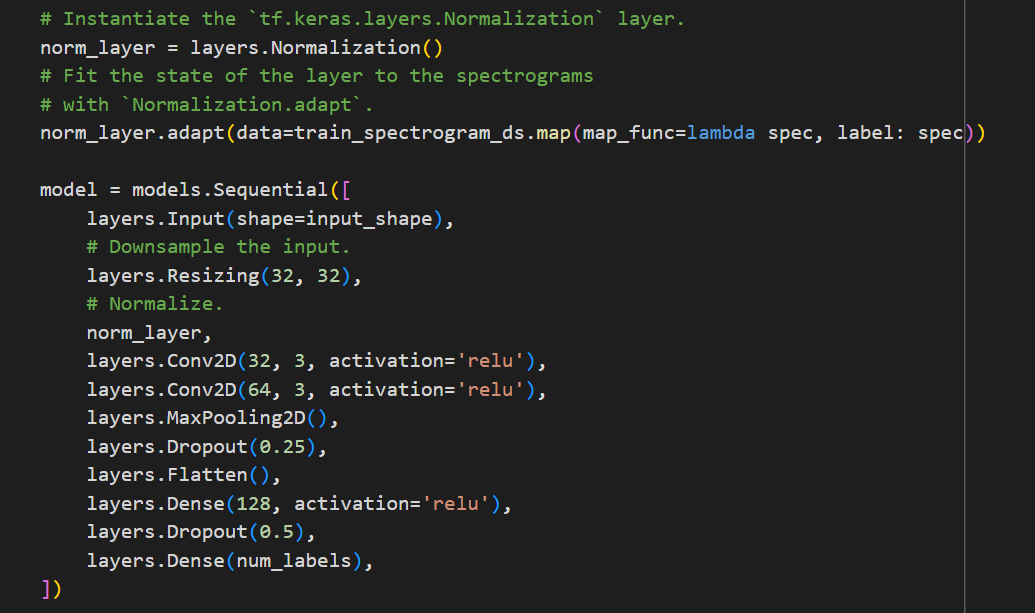 # Instantiate the `tf.keras.layers.Normalization` layer.
norm_layer = layers.Normalization()
# Fit the state of the layer to the spectrograms
# with `Normalization.adapt`.
norm_layer.adapt(data=train_spectrogram_ds.map(map_func=lambda spec, label: spec))

model = models.Sequential([
    layers.Input(shape=input_shape),
    # Downsample the input.
    layers.Resizing(32, 32),
    # Normalize.
    norm_layer,
    layers.Conv2D(32, 3, activation='relu'),
    layers.Conv2D(64, 3, activation='relu'),
    layers.MaxPooling2D(),
    layers.Dropout(0.25),
    layers.Flatten(),
    layers.Dense(128, activation='relu'),
    layers.Dropout(0.5),
    layers.Dense(num_labels),
])